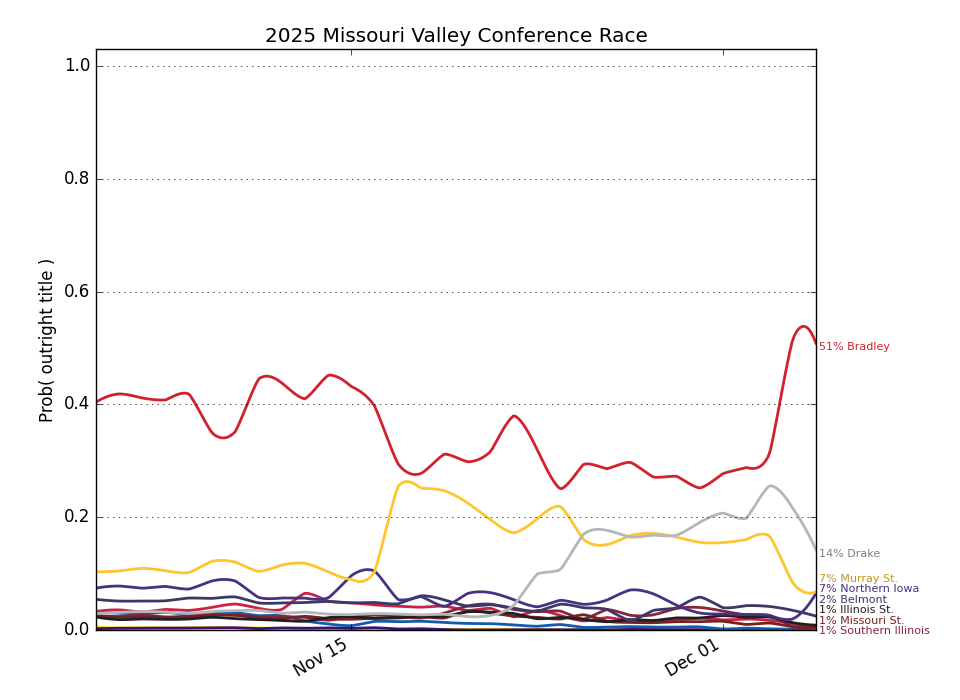 2025 Missouri Valley Conference Race
1.0
0.8
0.6
0.4
0.2
0.0
Prob( outright title )
Nov 15
Dec 01
51% Bradley
14% Drake
7% Murray St.
7% Northern Iowa
2% Belmont
1% Illinois St.
1% Missouri St.
1% Southern Illinois